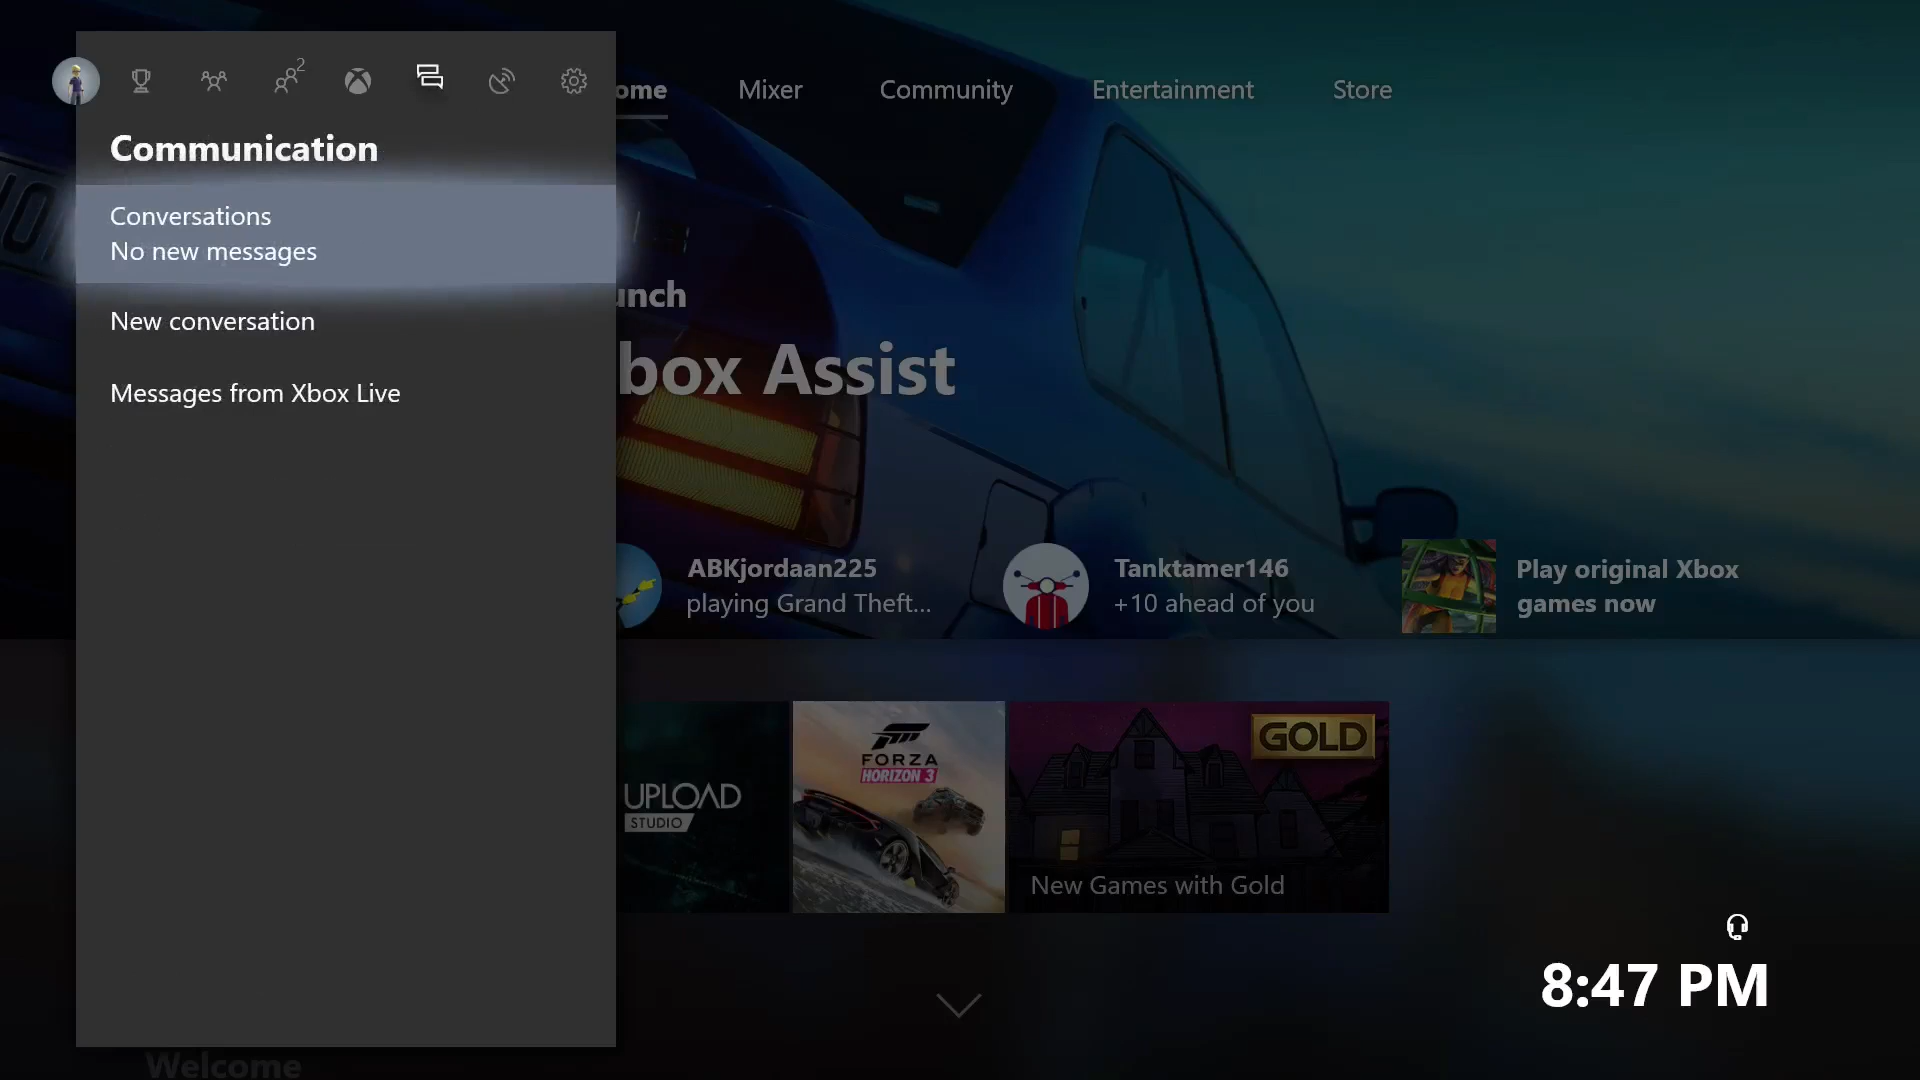 2
ome
Mixer
Community
Entertainment
Store
Communication
Conversations
No new messages
New conversation
Messages from Xbox Live
unch
box Assist
ABKjordaan225
playing Grand Theft...
Tanktamer146
+10 ahead of you
Play original Xbox
games now
UPLOAD
STUDIO
FORZA
HORIZON 3
GOLD
New Games with Gold
8:47 PM
Welcome